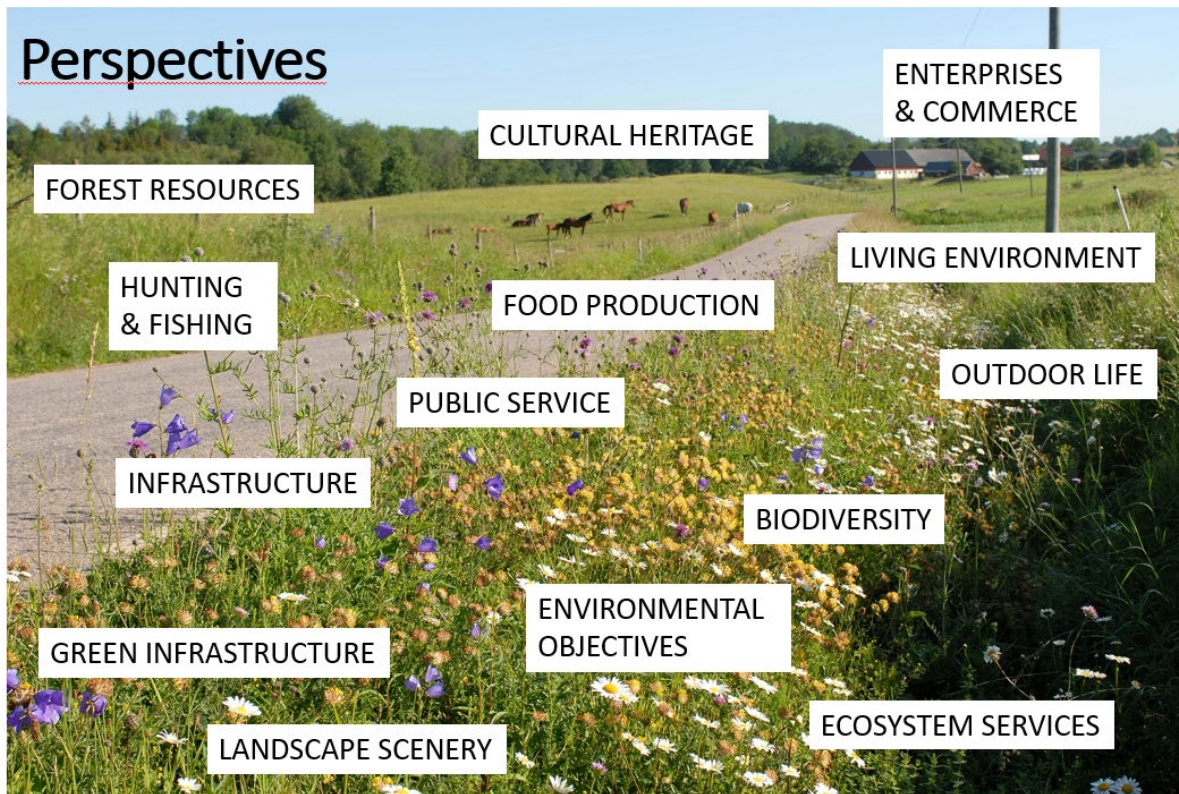 Perspectives
ENTERPRISES
& COMMERCE
CULTURAL HERITAGE
FOREST RESOURCES
LIVING ENVIRONMENT
HUNTING
& FISHING
FOOD PRODUCTION
OUTDOOR LIFE
PUBLIC SERVICE
INFRASTRUCTURE
BIODIVERSITY
ENVIRONMENTAL
OBJECTIVES
GREEN INFRASTRUCTURE
ECOSYSTEM SERVICES
LANDSCAPE SCENERY